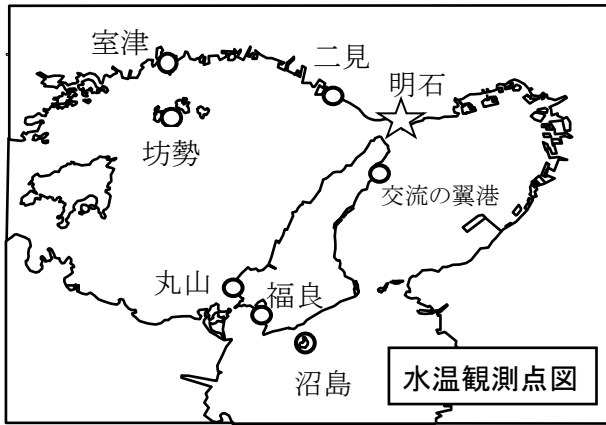 室津
二見
明石
坊勢
交流の翼港
丸山
福良
沼島
水温観測点図